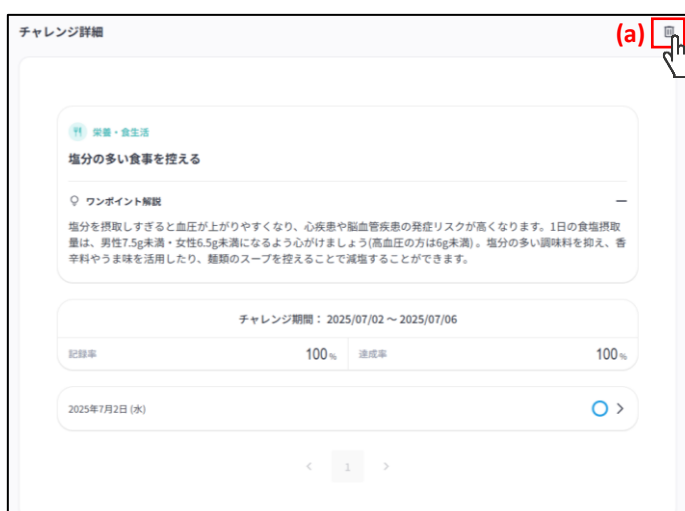 チャレンジ詳細
(a)
栄養・食生活
塩分の多い食事を控える
ワンポイント解説
塩分を摂取しすぎると血圧が上がりやすくなり、心疾患や脳血管疾患の発症リスクが高くなります。1日の食塩摂取
量は、男性7.5g未満・女性6.5g未満になるよう心がけましょう(高血圧の方は6g未満)。塩分の多い調味料を抑え、香
辛料やうま味を活用したり、麺類のスープを控えることで減塩することができます。
チャレンジ期間： 2025/07/02 ～ 2025/07/06
記録率 100% 達成率 100%
2025年7月2日 (水)
1